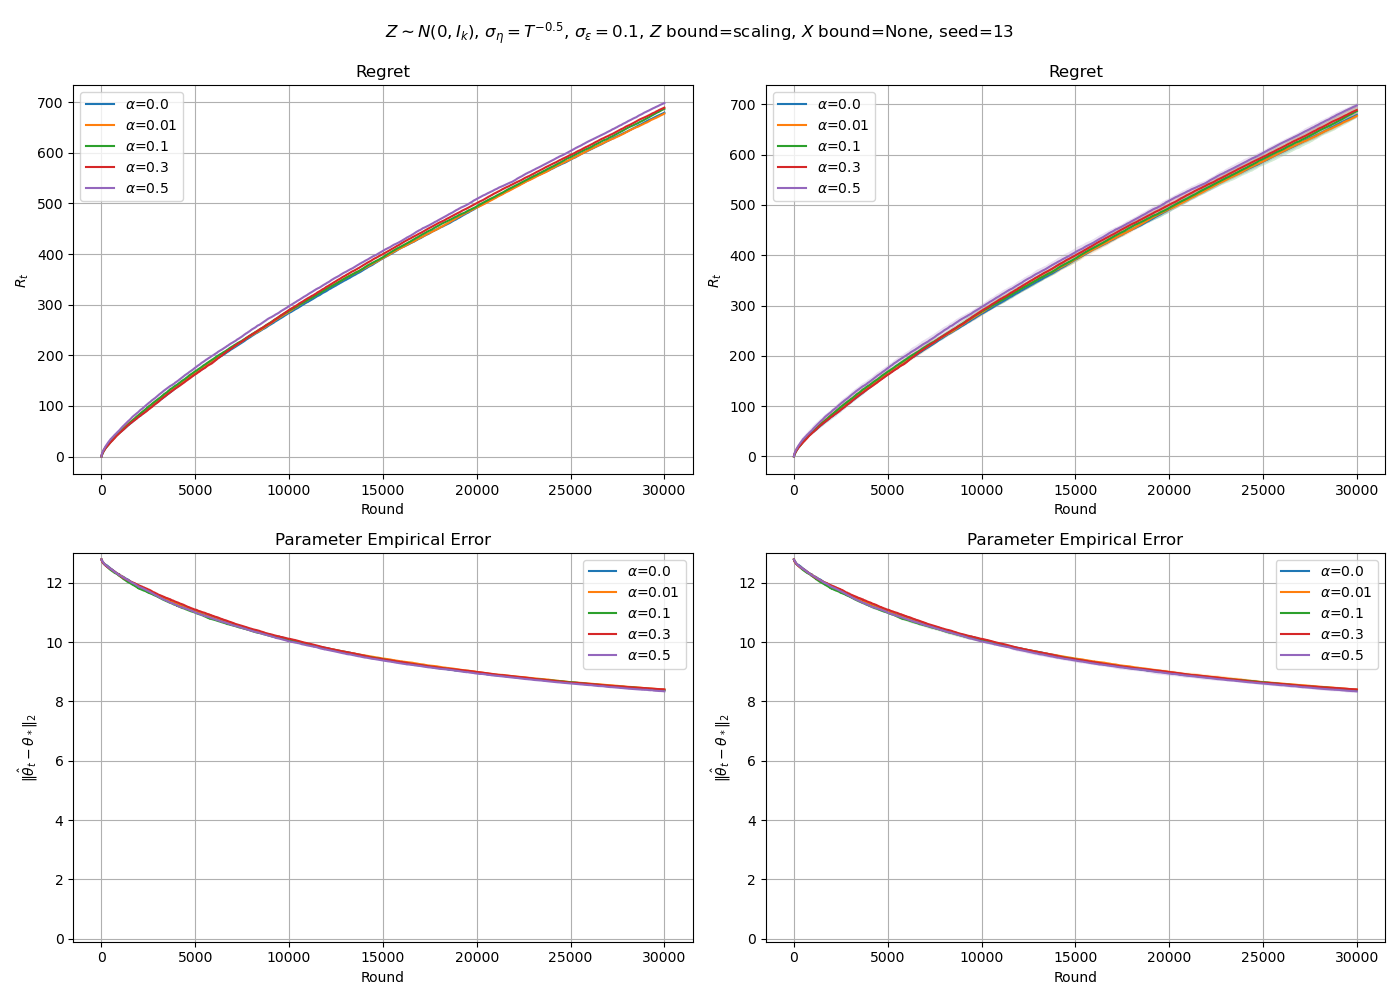 Z ∼ N(0, I_k), σ_η = T^{−0.5}, σ_ε = 0.1, Z bound=scaling, X bound=None, seed=13
Regret
α=0.0
α=0.01
α=0.1
α=0.3
α=0.5
700
600
500
400
300
200
100
0
R_t
0 5000 10000 15000 20000 25000 30000
Round
Regret
α=0.0
α=0.01
α=0.1
α=0.3
α=0.5
700
600
500
400
300
200
100
0
R_t
0 5000 10000 15000 20000 25000 30000
Round
Parameter Empirical Error
α=0.0
α=0.01
α=0.1
α=0.3
α=0.5
12
10
8
6
4
2
0
‖θ̂_t − θ_*‖_2
0 5000 10000 15000 20000 25000 30000
Round
Parameter Empirical Error
α=0.0
α=0.01
α=0.1
α=0.3
α=0.5
12
10
8
6
4
2
0
‖θ̂_t − θ_*‖_2
0 5000 10000 15000 20000 25000 30000
Round